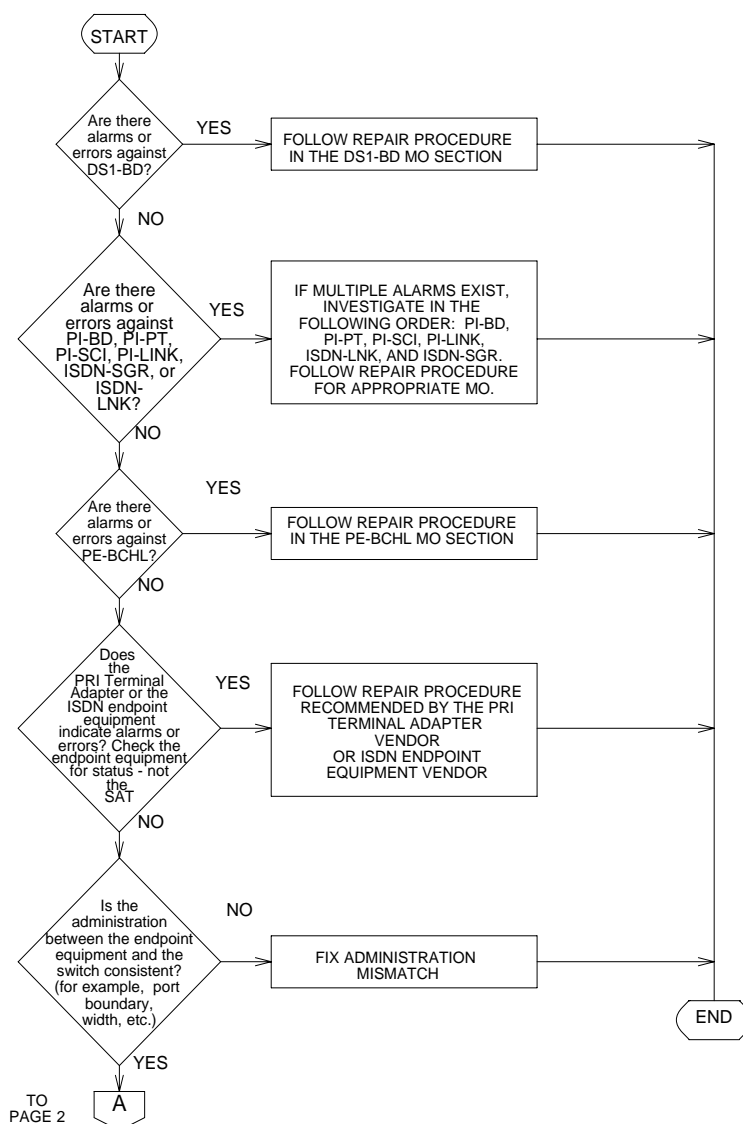 START
Are there
alarms or
errors against
DS1-BD?
YES
FOLLOW REPAIR PROCEDURE
IN THE DS1-BD MO SECTION
NO
Are there
alarms or
errors against
PI-BD, PI-PT,
PI-SCI, PI-LINK,
ISDN-SGR, or
ISDN-
LNK?
YES
IF MULTIPLE ALARMS EXIST,
INVESTIGATE IN THE
FOLLOWING ORDER: PI-BD,
PI-PT, PI-SCI, PI-LINK,
ISDN-LNK, AND ISDN-SGR.
FOLLOW REPAIR PROCEDURE
FOR APPROPRIATE MO.
NO
Are there
alarms or
errors against
PE-BCHL?
YES
FOLLOW REPAIR PROCEDURE
IN THE PE-BCHL MO SECTION
NO
Does
the
PRI Terminal
Adapter or the
ISDN endpoint
equipment
indicate alarms or
errors? Check the
endpoint equipment
for status - not
the
SAT
YES
FOLLOW REPAIR PROCEDURE
RECOMMENDED BY THE PRI
TERMINAL ADAPTER
VENDOR
OR ISDN ENDPOINT
EQUIPMENT VENDOR
NO
Is the
administration
between the endpoint
equipment and the
switch consistent?
(for example, port
boundary,
width, etc.)
NO
FIX ADMINISTRATION
MISMATCH
END
YES
TO
PAGE 2
A